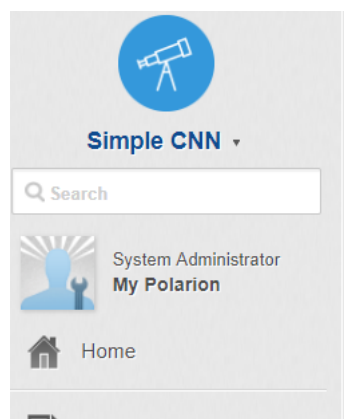 Simple CNN
Search
System Administrator
My Polarion
Home